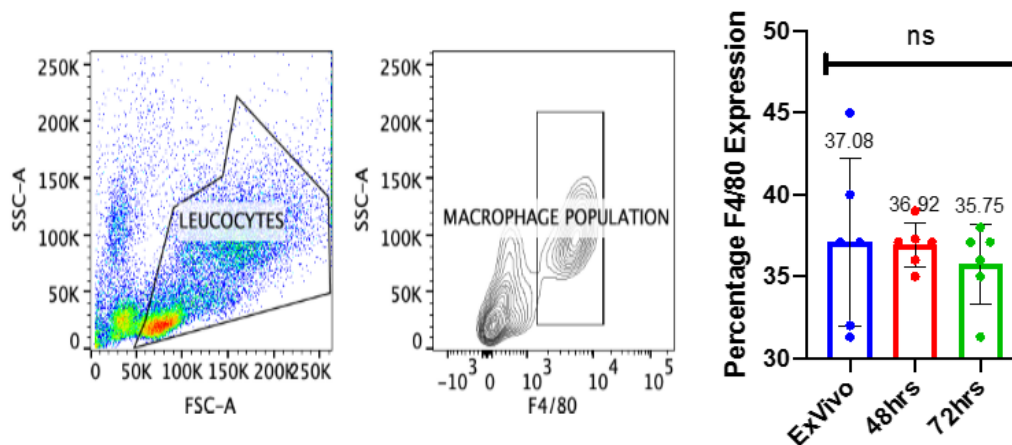 250K
200K
150K
100K
50K
0
SSC-A
LEUCOCYTES
0 50K 100K 150K 200K 250K
FSC-A
250K
200K
150K
100K
50K
0
SSC-A
MACROPHAGE POPULATION
-10³ 0 10³ 10⁴ 10⁵
F4/80
Percentage F4/80 Expression
50
45
40
35
30
ns
37.08
36.92
35.75
ExVivo
48hrs
72hrs